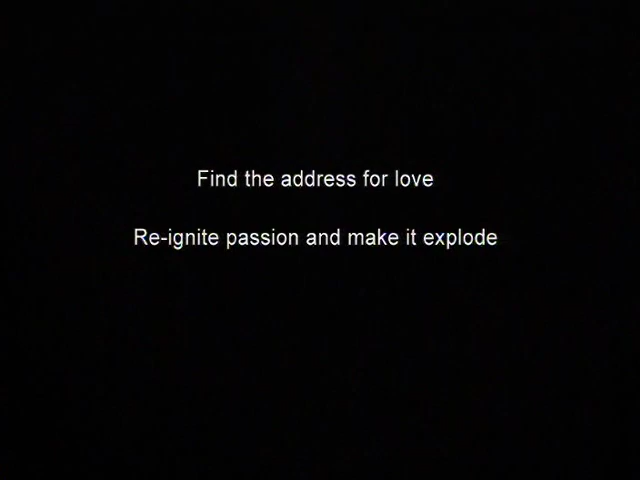 Find the address for love
Re-ignite passion and make it explode